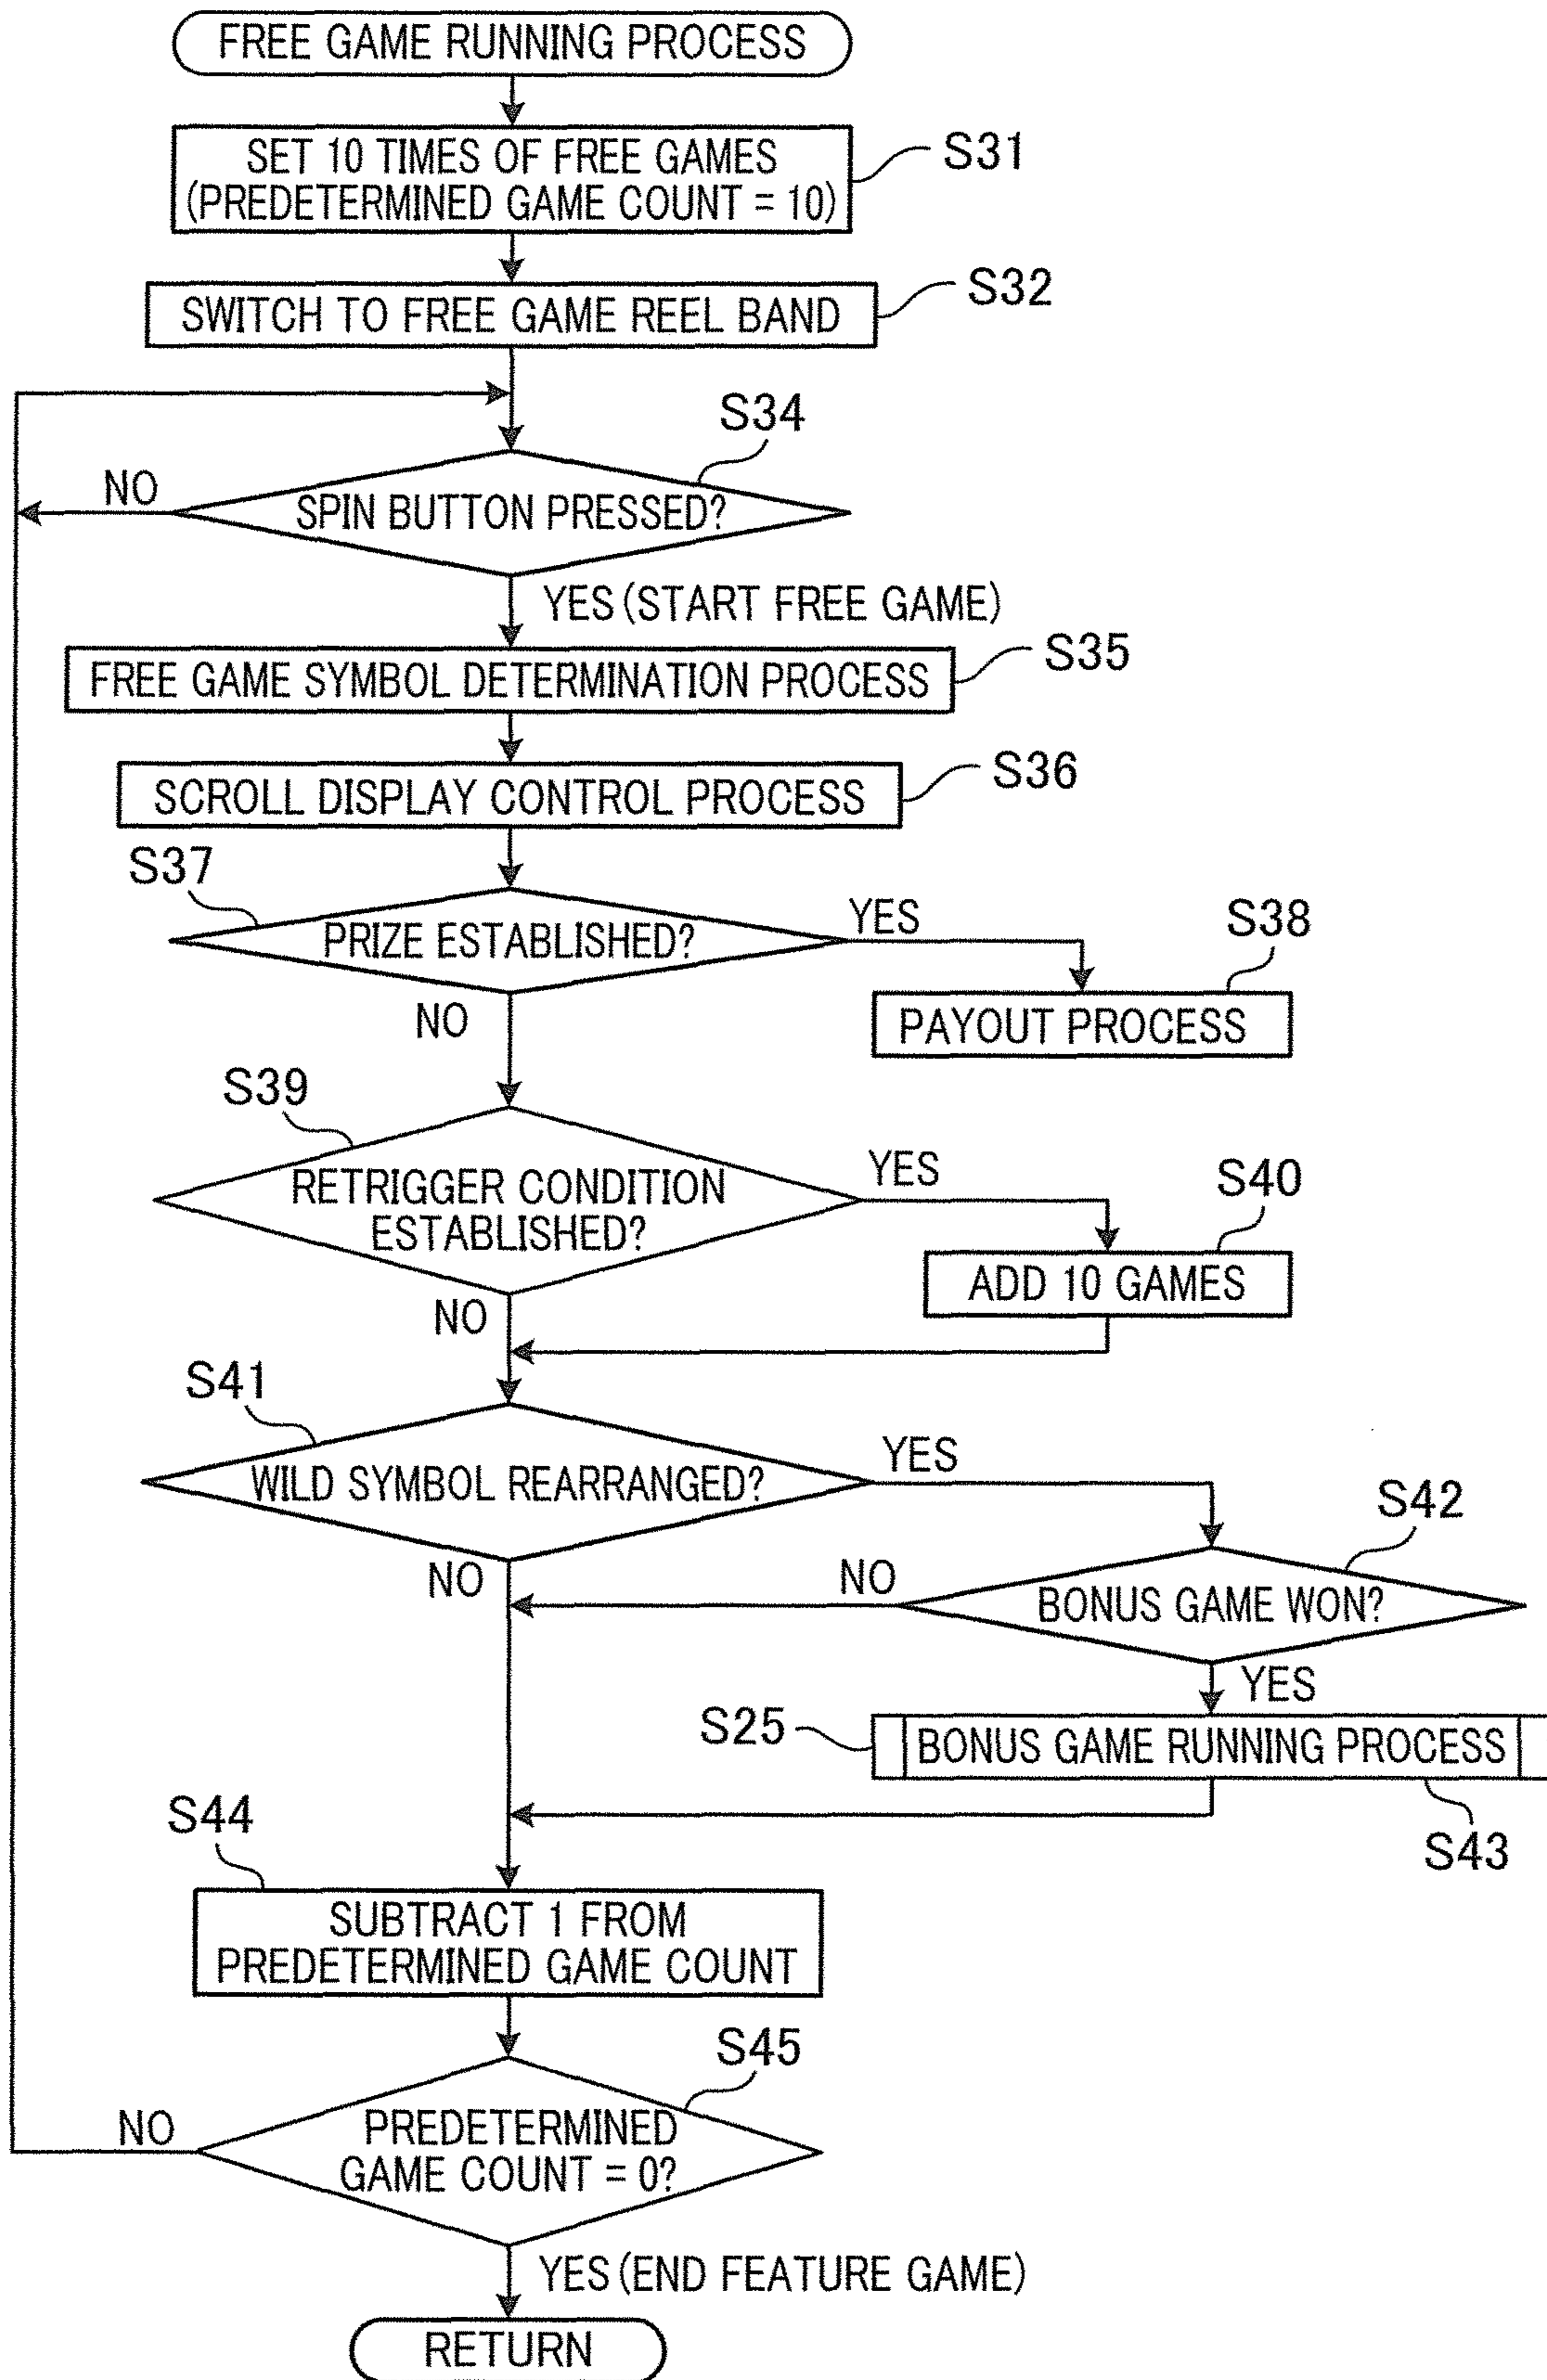 FREE GAME RUNNING PROCESS
SET 10 TIMES OF FREE GAMES
(PREDETERMINED GAME COUNT = 10)
S31
SWITCH TO FREE GAME REEL BAND
S32
S34
NO
SPIN BUTTON PRESSED?
YES (START FREE GAME)
FREE GAME SYMBOL DETERMINATION PROCESS
S35
SCROLL DISPLAY CONTROL PROCESS
S36
S37
PRIZE ESTABLISHED?
YES
S38
NO
PAYOUT PROCESS
S39
RETRIGGER CONDITION
ESTABLISHED?
YES
S40
ADD 10 GAMES
NO
S41
WILD SYMBOL REARRANGED?
YES
S42
NO
NO
BONUS GAME WON?
YES
S25
BONUS GAME RUNNING PROCESS
S43
S44
SUBTRACT 1 FROM
PREDETERMINED GAME COUNT
S45
NO
PREDETERMINED
GAME COUNT = 0?
YES (END FEATURE GAME)
RETURN